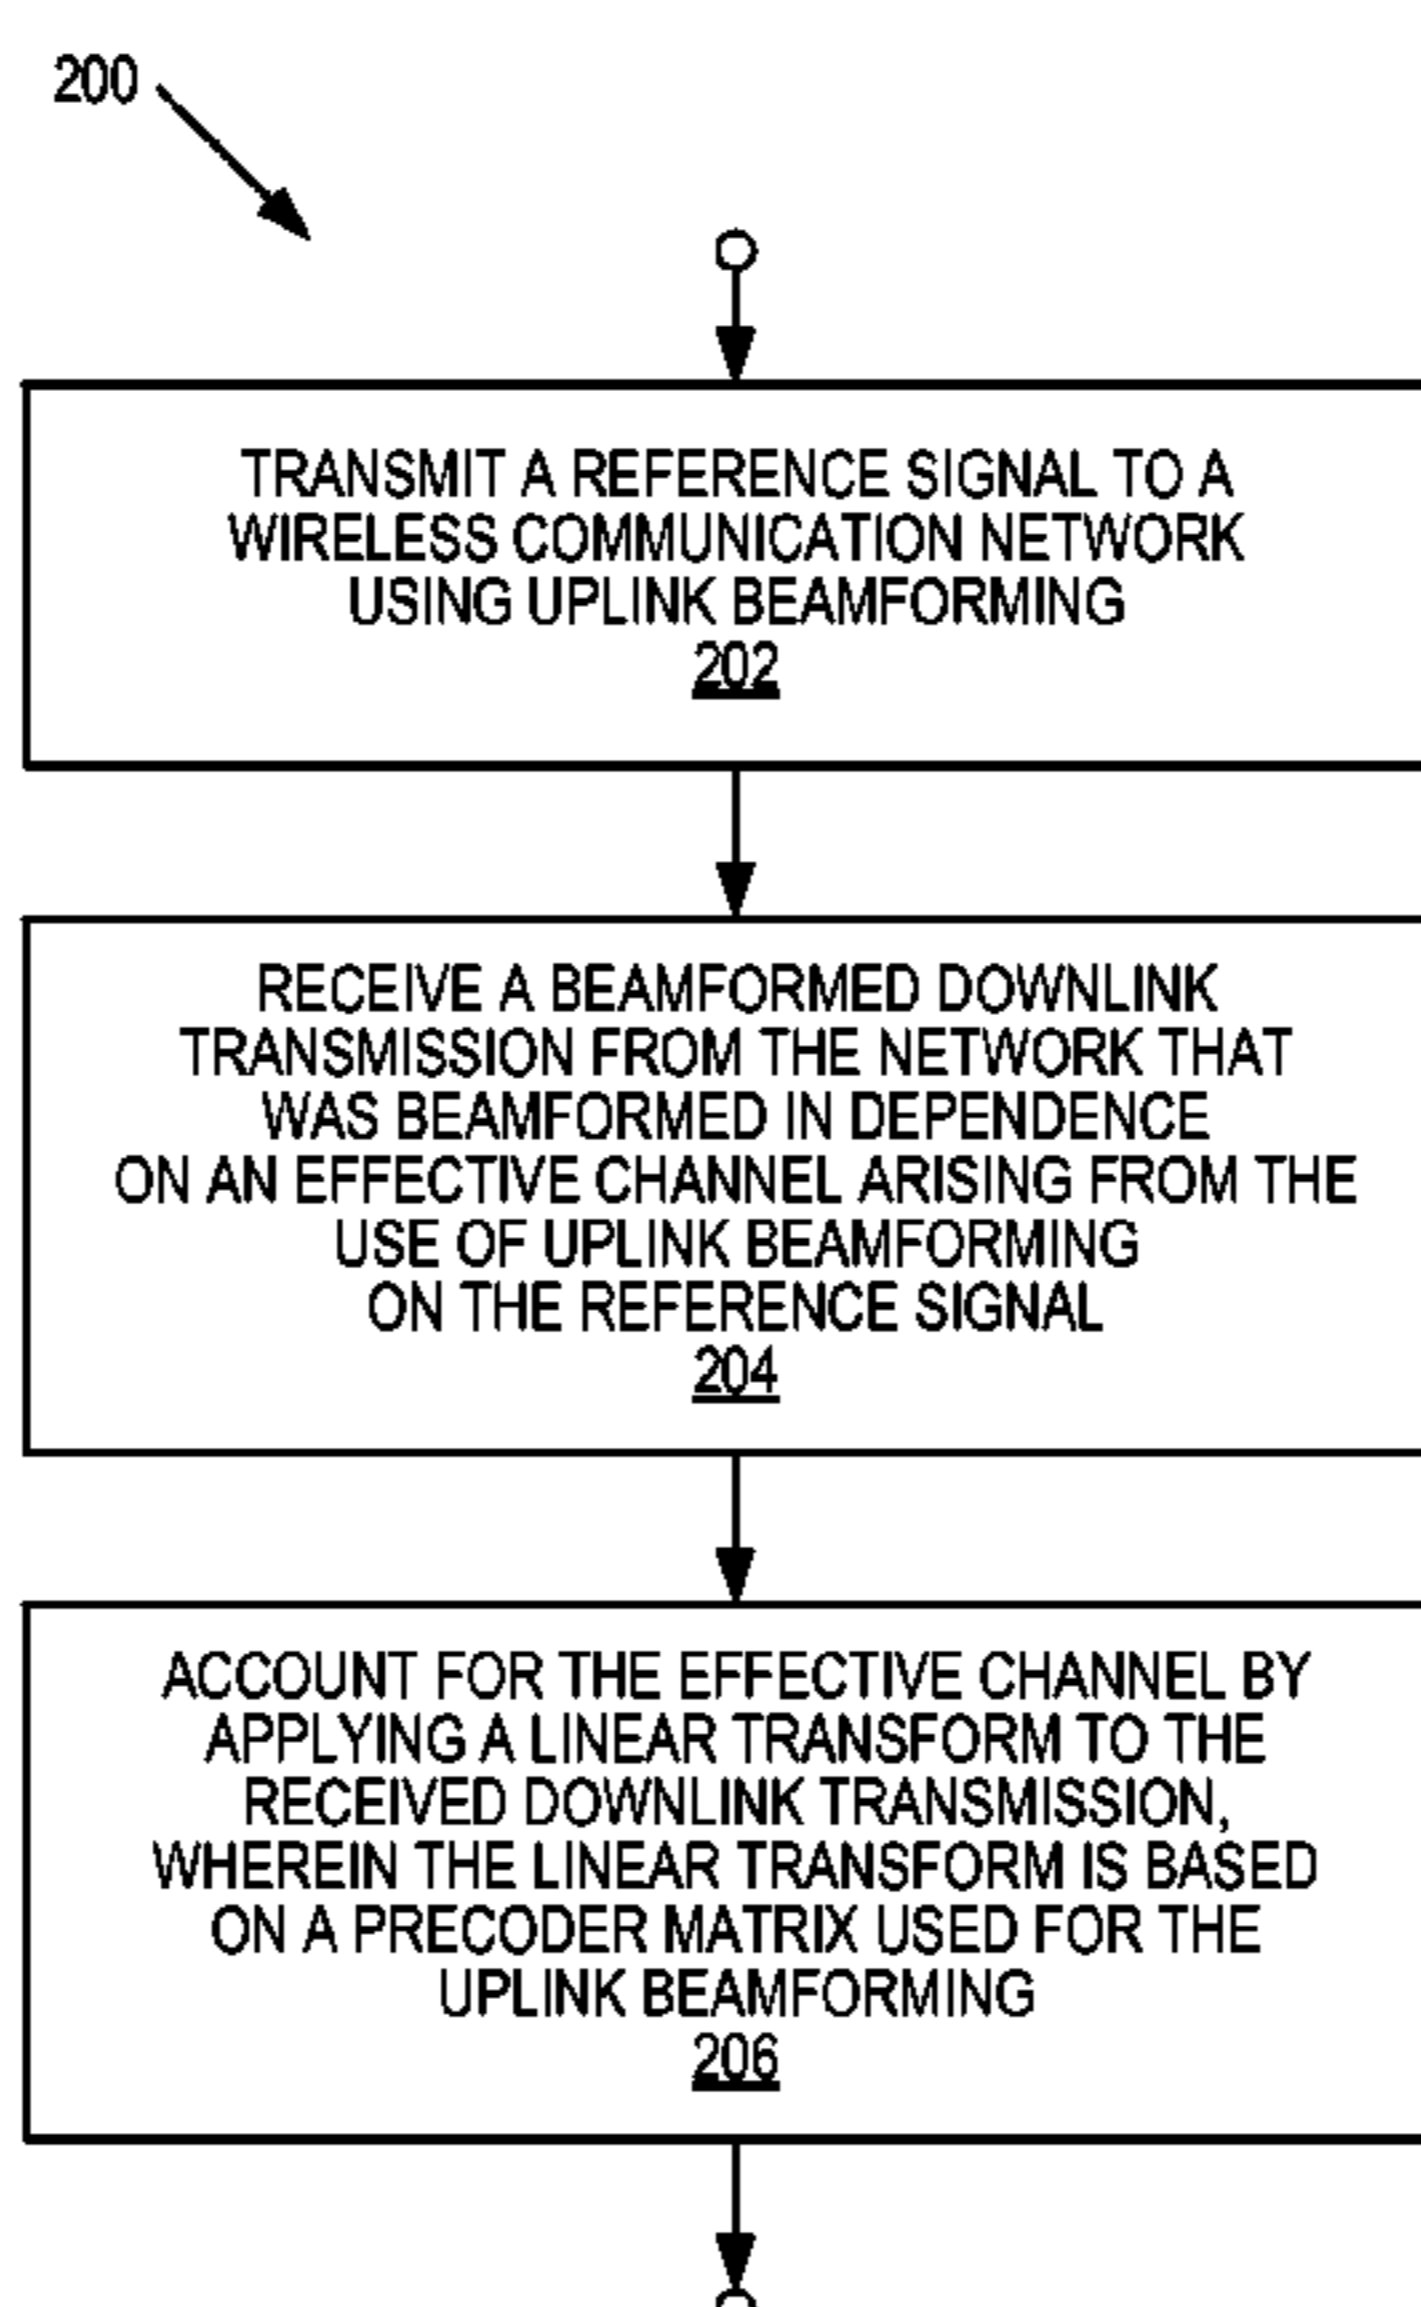 200
TRANSMIT A REFERENCE SIGNAL TO A
WIRELESS COMMUNICATION NETWORK
USING UPLINK BEAMFORMING
202
RECEIVE A BEAMFORMED DOWNLINK
TRANSMISSION FROM THE NETWORK THAT
WAS BEAMFORMED IN DEPENDENCE
ON AN EFFECTIVE CHANNEL ARISING FROM THE
USE OF UPLINK BEAMFORMING
ON THE REFERENCE SIGNAL
204
ACCOUNT FOR THE EFFECTIVE CHANNEL BY
APPLYING A LINEAR TRANSFORM TO THE
RECEIVED DOWNLINK TRANSMISSION,
WHEREIN THE LINEAR TRANSFORM IS BASED
ON A PRECODER MATRIX USED FOR THE
UPLINK BEAMFORMING
206